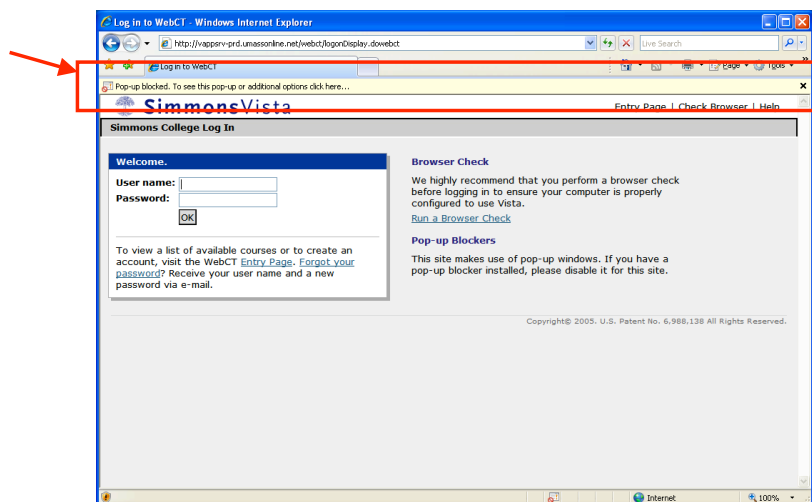 Log in to WebCT - Windows Internet Explorer
http://vappsrv-prd.umassonline.net/webct/logonDisplay.dowebct
Live Search
Log in to WebCT
Page
Tools
Pop-up blocked. To see this pop-up or additional options click here...
SimmonsVista
Entry Page | Check Browser | Help
Simmons College Log In
Welcome.
User name:
Password:
OK
To view a list of available courses or to create an
account, visit the WebCT Entry Page. Forgot your
password? Receive your user name and a new
password via e-mail.
Browser Check
We highly recommend that you perform a browser check
before logging in to ensure your computer is properly
configured to use Vista.
Run a Browser Check
Pop-up Blockers
This site makes use of pop-up windows. If you have a
pop-up blocker installed, please disable it for this site.
Copyright© 2005. U.S. Patent No. 6,988,138 All Rights Reserved.
Internet
100%